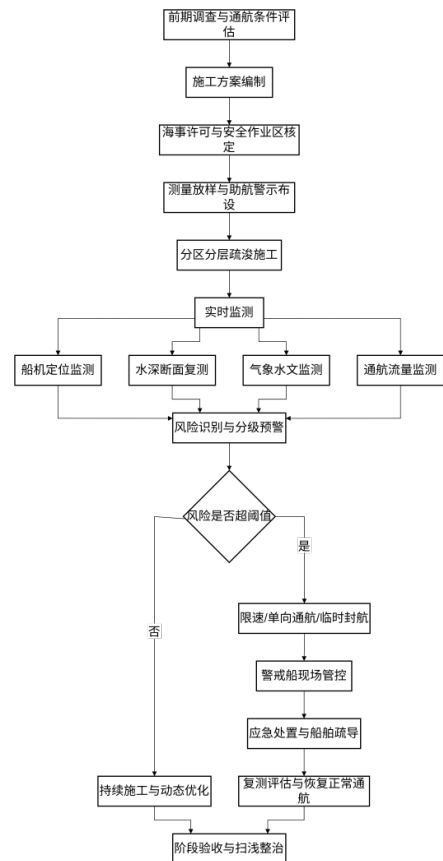 前期调查与通航条件评
估
施工方案编制
海事许可与安全作业区核
定
测量放样与助航警示布
设
分区分层疏浚施工
实时监测
船机定位监测
水深断面复测
气象水文监测
通航流量监测
风险识别与分级预警
风险是否超阈值
是
否
限速/单向通航/临时封航
警戒船现场管控
应急处置与船舶疏导
持续施工与动态优化
复测评估与恢复正常通
航
阶段验收与扫浅整治